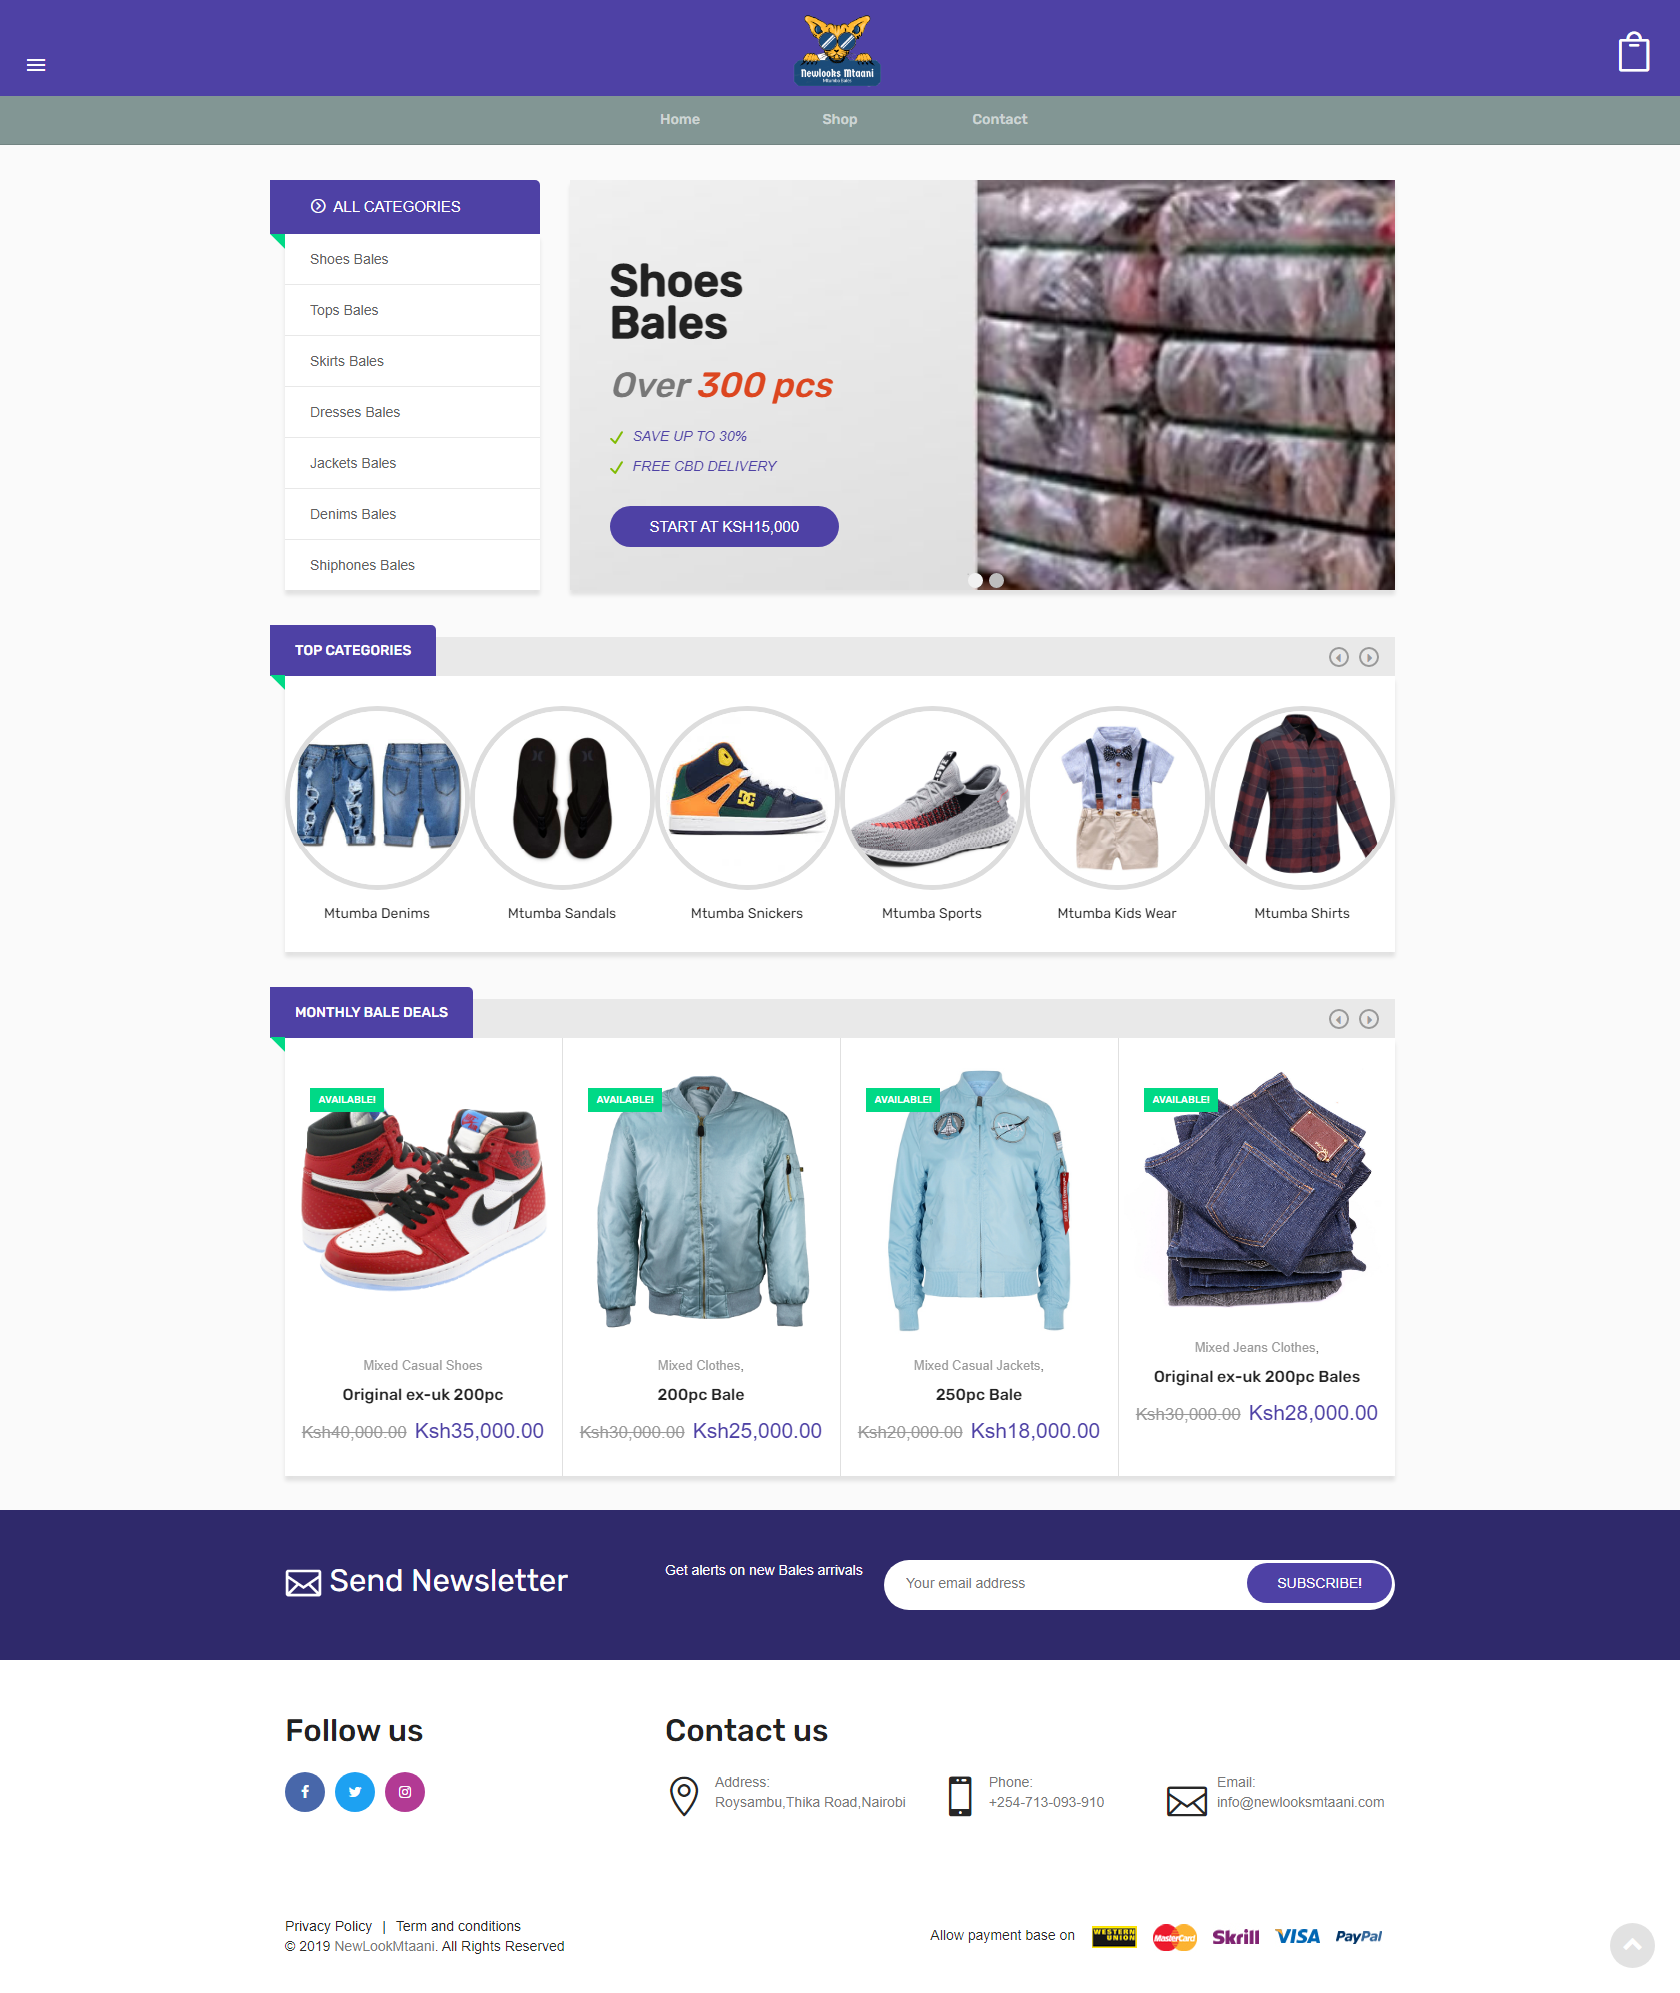 Newlooks Mtaani
Mtumba Bales
Home
Shop
Contact
ALL CATEGORIES
Shoes Bales
Tops Bales
Skirts Bales
Dresses Bales
Jackets Bales
Denims Bales
Shiphones Bales
Shoes
Bales
Over 300 pcs
SAVE UP TO 30%
FREE CBD DELIVERY
START AT KSH15,000
TOP CATEGORIES
Mtumba Denims
Mtumba Sandals
Mtumba Snickers
Mtumba Sports
Mtumba Kids Wear
Mtumba Shirts
MONTHLY BALE DEALS
AVAILABLE!
Mixed Casual Shoes
Original ex-uk 200pc
Ksh40,000.00 Ksh35,000.00
AVAILABLE!
Mixed Clothes,
200pc Bale
Ksh30,000.00 Ksh25,000.00
AVAILABLE!
Mixed Casual Jackets,
250pc Bale
Ksh20,000.00 Ksh18,000.00
AVAILABLE!
Mixed Jeans Clothes,
Original ex-uk 200pc Bales
Ksh30,000.00 Ksh28,000.00
Send Newsletter
Get alerts on new Bales arrivals
Your email address
SUBSCRIBE!
Follow us
Contact us
Address:
Roysambu,Thika Road,Nairobi
Phone:
+254-713-093-910
Email:
info@newlooksmtaani.com
Privacy Policy | Term and conditions
© 2019 NewLookMtaani. All Rights Reserved
Allow payment base on
WESTERN
UNION
MasterCard
Skrill
VISA
PayPal